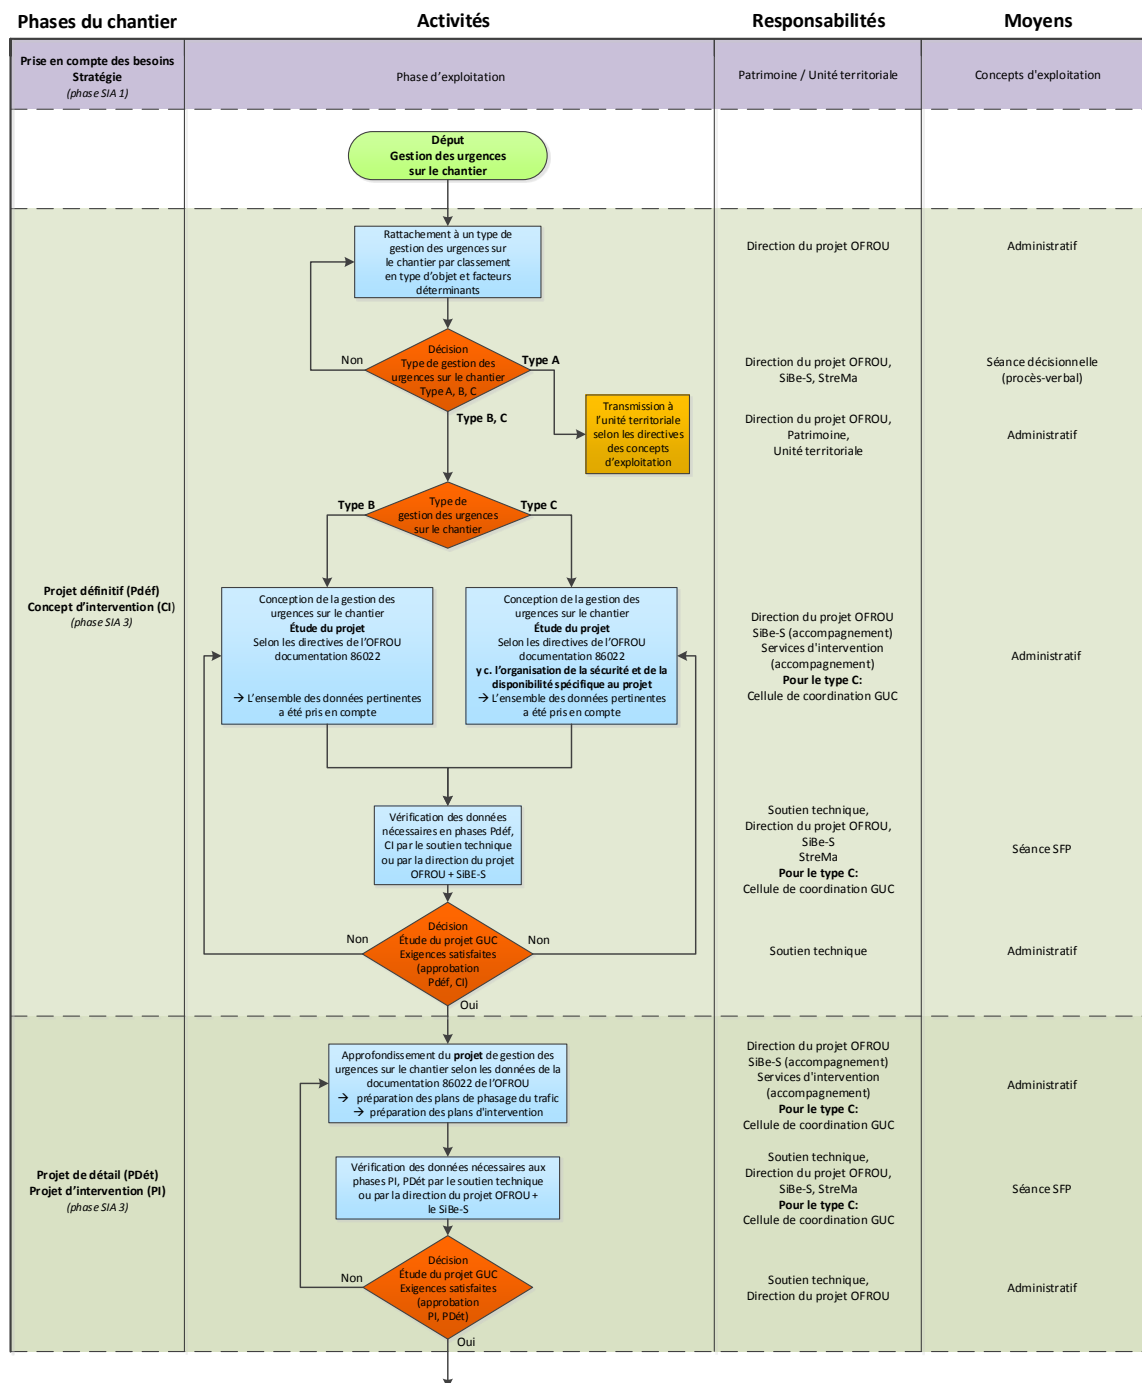 Phases du chantier
Activités
Responsabilités
Moyens
Prise en compte des besoins
Stratégie
(phase SIA 1)
Phase d'exploitation
Patrimoine / Unité territoriale
Concepts d'exploitation
Déput
Gestion des urgences
sur le chantier
Rattachement à un type de
gestion des urgences sur
le chantier par classement
en type d'objet et facteurs
déterminants
Direction du projet OFROU
Administratif
Décision
Type de gestion des
urgences sur le chantier
Type A, B, C
Non
Type A
Type B, C
Direction du projet OFROU,
SiBe-S, StreMa
Séance décisionnelle
(procès-verbal)
Transmission à
l'unité territoriale
selon les directives
des concepts
d'exploitation
Direction du projet OFROU,
Patrimoine,
Unité territoriale
Administratif
Type de
gestion des urgences
sur le chantier
Type B
Type C
Projet définitif (Pdéf)
Concept d'intervention (CI)
(phase SIA 3)
Conception de la gestion des
urgences sur le chantier
Étude du projet
Selon les directives de l'OFROU
documentation 86022
→ L'ensemble des données pertinentes
a été pris en compte
Conception de la gestion des
urgences sur le chantier
Étude du projet
Selon les directives de l'OFROU
documentation 86022
y c. l'organisation de la sécurité et de la
disponibilité spécifique au projet
→ L'ensemble des données pertinentes
a été pris en compte
Direction du projet OFROU
SiBe-S (accompagnement)
Services d'intervention
(accompagnement)
Pour le type C:
Cellule de coordination GUC
Administratif
Vérification des données
nécessaires en phases Pdéf,
CI par le soutien technique
ou par la direction du projet
OFROU + SiBE-S
Soutien technique,
Direction du projet OFROU,
SiBe-S
StreMa
Pour le type C:
Cellule de coordination GUC
Séance SFP
Décision
Étude du projet GUC
Exigences satisfaites
(approbation
Pdéf, CI)
Non
Non
Oui
Soutien technique
Administratif
Projet de détail (PDét)
Projet d'intervention (PI)
(phase SIA 3)
Approfondissement du projet de gestion des
urgences sur le chantier selon les données de la
documentation 86022 de l'OFROU
→ préparation des plans de phasage du trafic
→ préparation des plans d'intervention
Direction du projet OFROU
SiBe-S (accompagnement)
Services d'intervention
(accompagnement)
Pour le type C:
Cellule de coordination GUC
Administratif
Vérification des données nécessaires aux
phases PI, PDét par le soutien technique
ou par la direction du projet OFROU +
le SiBe-S
Soutien technique,
Direction du projet OFROU,
SiBe-S, StreMa
Pour le type C:
Cellule de coordination GUC
Séance SFP
Décision
Étude du projet GUC
Exigences satisfaites
(approbation
PI, PDét)
Non
Oui
Soutien technique,
Direction du projet OFROU
Administratif